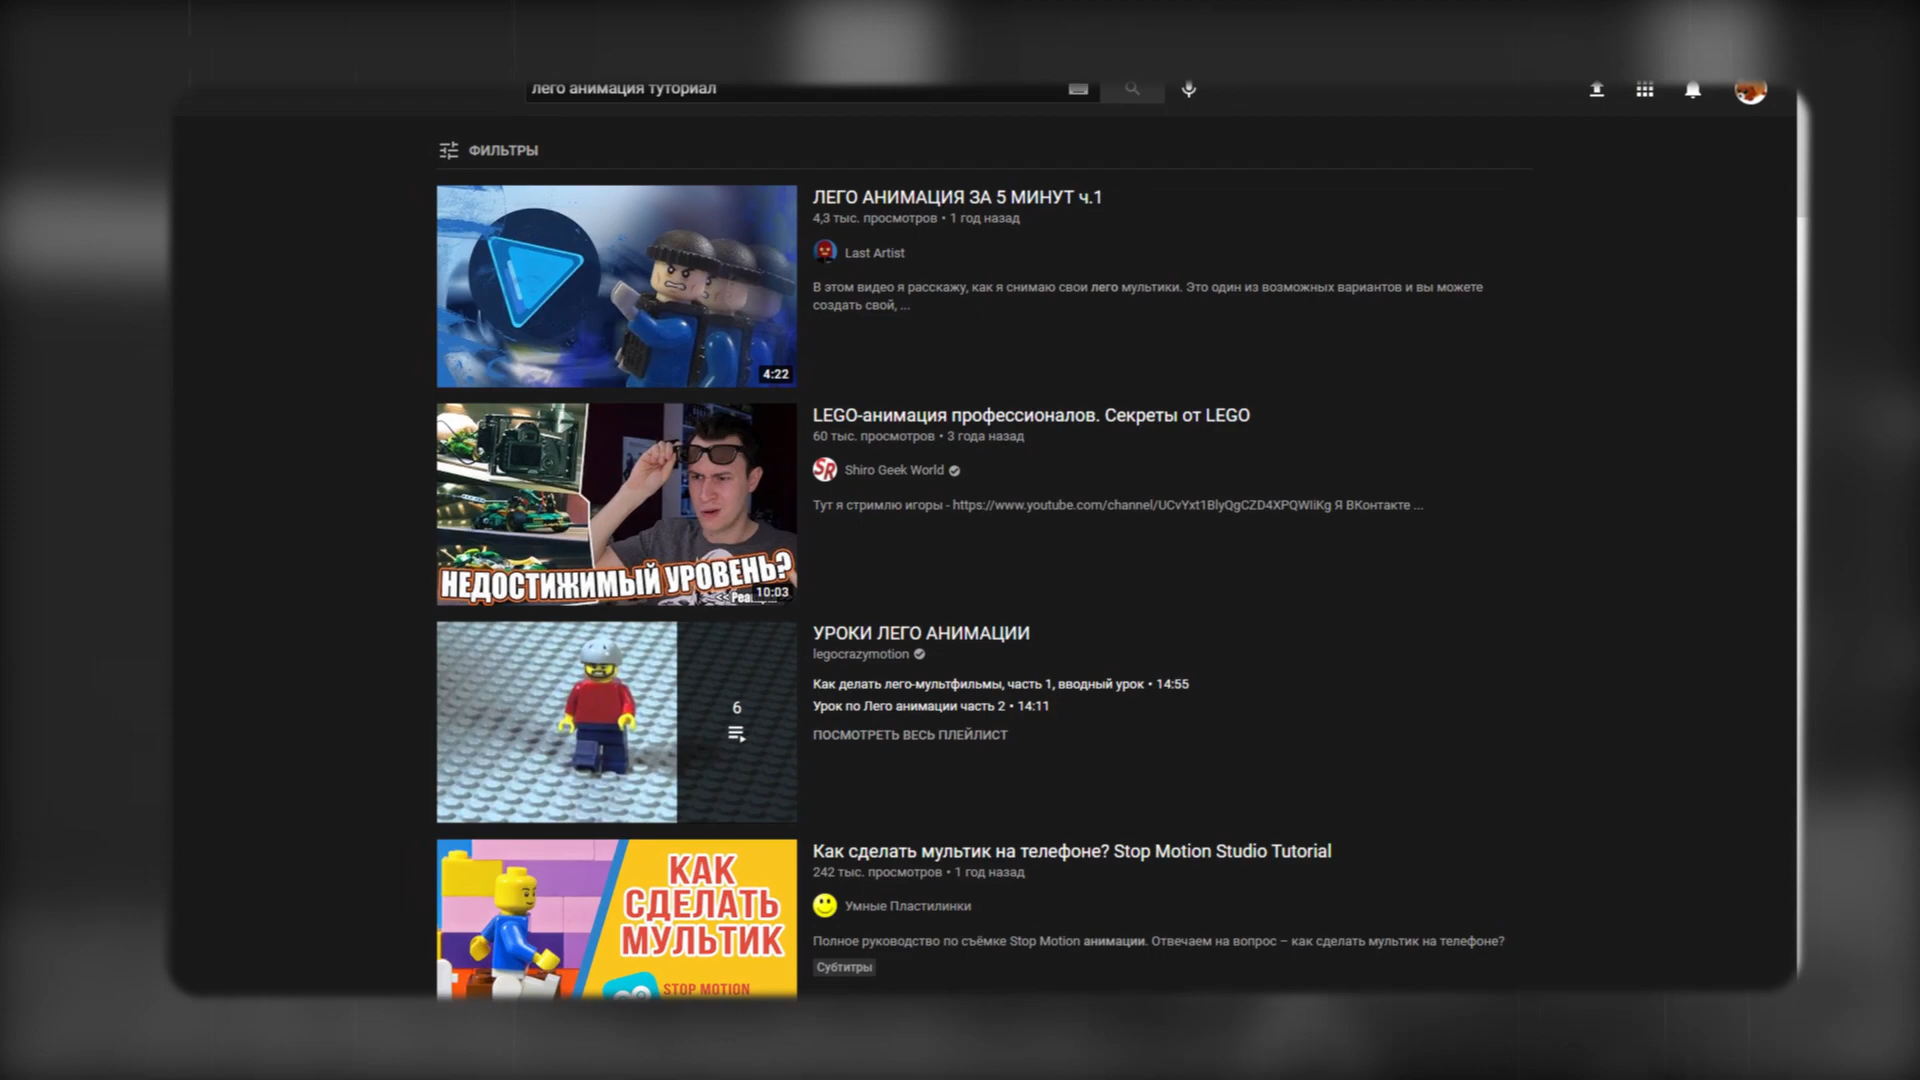 лего анимация туториал
ФИЛЬТРЫ
ЛЕГО АНИМАЦИЯ ЗА 5 МИНУТ ч.1
4,3 тыс. просмотров • 1 год назад
Last Artist
В этом видео я расскажу, как я снимаю свои лего мультики. Это один из возможных вариантов и вы можете
создать свой, ...
4:22
LEGO-анимация профессионалов. Секреты от LEGO
60 тыс. просмотров • 3 года назад
SR
Shiro Geek World
Тут я стримлю игоры - https://www.youtube.com/channel/UCvYxt1BlyQgCZD4XPQWIiKg Я ВКонтакте ...
НЕДОСТИЖИМЫЙ УРОВЕНЬ?
10:03
УРОКИ ЛЕГО АНИМАЦИИ
legocrazymotion
Как делать лего-мультфильмы, часть 1, вводный урок • 14:55
Урок по Лего анимации часть 2 • 14:11
ПОСМОТРЕТЬ ВЕСЬ ПЛЕЙЛИСТ
6
Как сделать мультик на телефоне? Stop Motion Studio Tutorial
242 тыс. просмотров • 1 год назад
Умные Пластилинки
Полное руководство по съёмке Stop Motion анимации. Отвечаем на вопрос – как сделать мультик на телефоне?
Субтитры
КАК
СДЕЛАТЬ
МУЛЬТИК
STOP MOTION